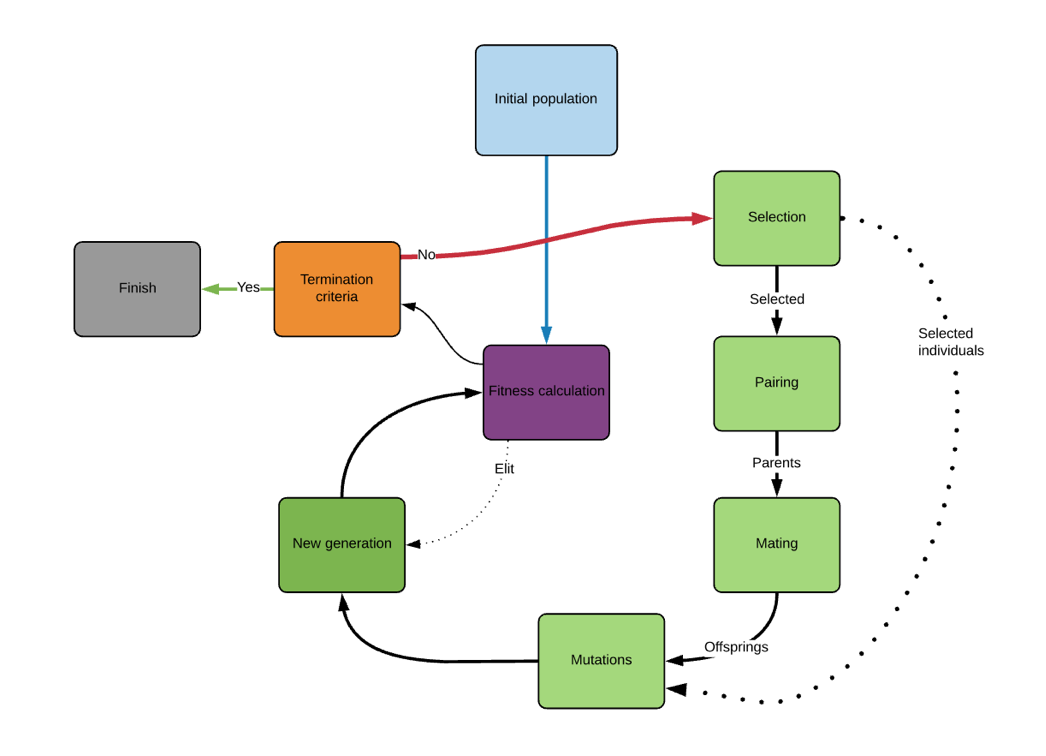 Initial population
Selection
No
Termination
criteria
Yes
Finish
Selected
Selected
individuals
Pairing
Fitness calculation
Parents
Elit
New generation
Mating
Offsprings
Mutations